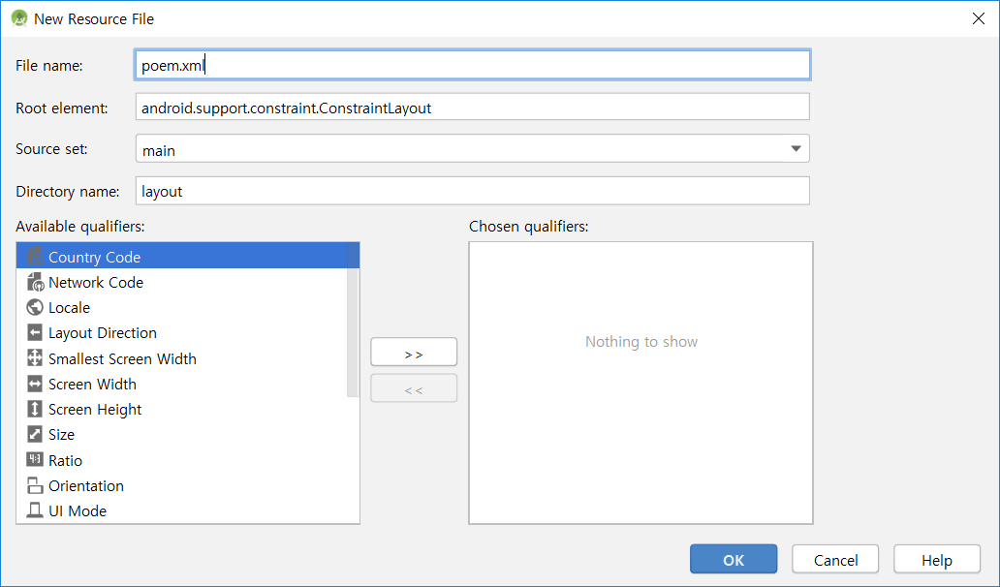 New Resource File
File name: poem.xml
Root element: android.support.constraint.ConstraintLayout
Source set: main
Directory name: layout
Available qualifiers:
Country Code
Network Code
Locale
Layout Direction
Smallest Screen Width
Screen Width
Screen Height
Size
Ratio
Orientation
UI Mode
>>
<<
Chosen qualifiers:
Nothing to show
OK Cancel Help